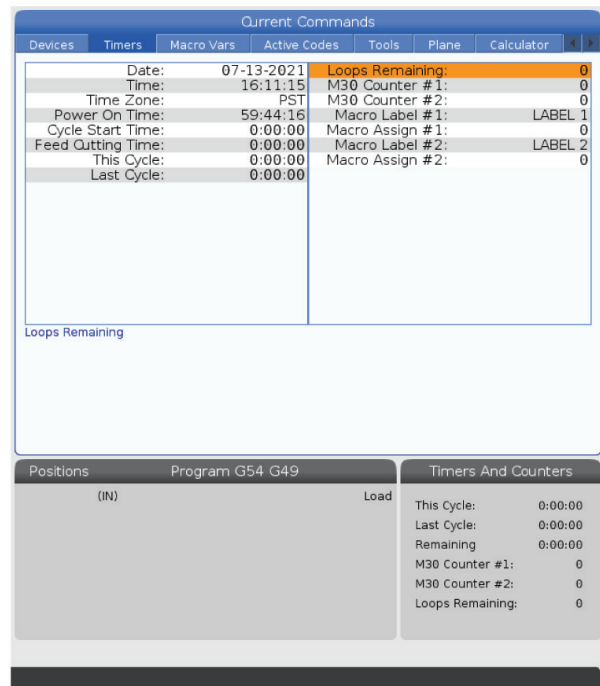 Current Commands
Devices Timers Macro Vars Active Codes Tools Plane Calculator
Date: 07-13-2021
Time: 16:11:15
Time Zone: PST
Power On Time: 59:44:16
Cycle Start Time: 0:00:00
Feed Cutting Time: 0:00:00
This Cycle: 0:00:00
Last Cycle: 0:00:00
Loops Remaining: 0
M30 Counter #1: 0
M30 Counter #2: 0
Macro Label #1: LABEL 1
Macro Assign #1: 0
Macro Label #2: LABEL 2
Macro Assign #2: 0
Loops Remaining
Positions Program G54 G49
(IN) Load
Timers And Counters
This Cycle: 0:00:00
Last Cycle: 0:00:00
Remaining 0:00:00
M30 Counter #1: 0
M30 Counter #2: 0
Loops Remaining: 0